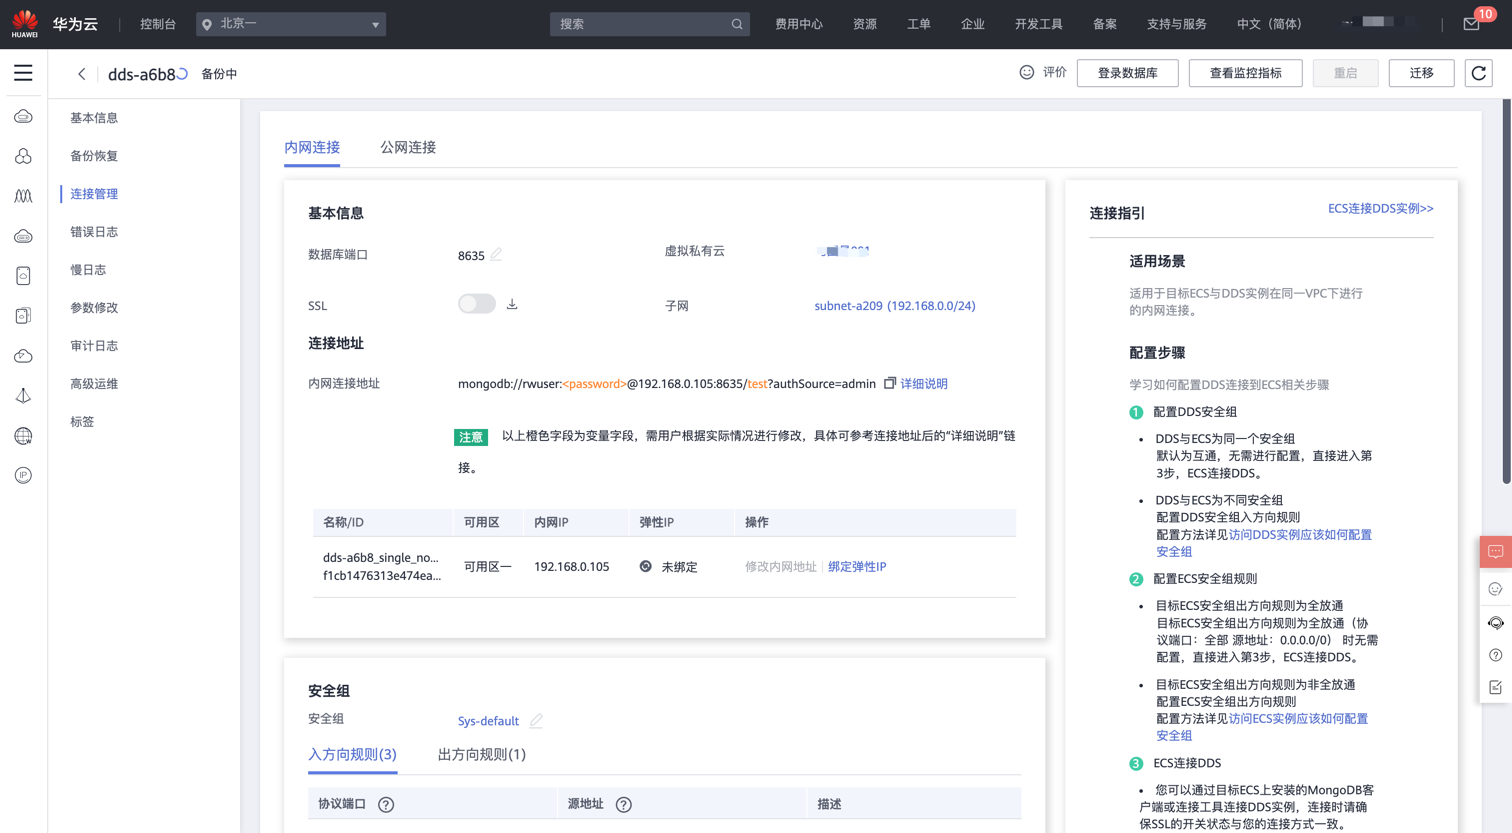 HUAWEI
华为云
控制台
北京一
搜索
费用中心
资源
工单
企业
开发工具
备案
支持与服务
中文（简体）
10
dds-a6b8
备份中
评价
登录数据库
查看监控指标
重启
迁移
基本信息
备份恢复
连接管理
错误日志
慢日志
参数修改
审计日志
高级运维
标签
内网连接
公网连接
基本信息
数据库端口
8635
虚拟私有云
SSL
子网
subnet-a209 (192.168.0.0/24)
连接地址
内网连接地址
mongodb://rwuser:<password>@192.168.0.105:8635/test?authSource=admin
详细说明
注意
以上橙色字段为变量字段，需用户根据实际情况进行修改，具体可参考连接地址后的“详细说明”链
接。
名称/ID
可用区
内网IP
弹性IP
操作
dds-a6b8_single_no...
f1cb1476313e474ea...
可用区一
192.168.0.105
未绑定
修改内网地址
绑定弹性IP
安全组
安全组
Sys-default
入方向规则(3)
出方向规则(1)
协议端口
源地址
描述
连接指引
ECS连接DDS实例>>
适用场景
适用于目标ECS与DDS实例在同一VPC下进行
的内网连接。
配置步骤
学习如何配置DDS连接到ECS相关步骤
1 配置DDS安全组
• DDS与ECS为同一个安全组
默认为互通，无需进行配置，直接进入第
3步，ECS连接DDS。
• DDS与ECS为不同安全组
配置DDS安全组入方向规则
配置方法详见访问DDS实例应该如何配置
安全组
2 配置ECS安全组规则
• 目标ECS安全组出方向规则为全放通
目标ECS安全组出方向规则为全放通（协
议端口：全部 源地址：0.0.0.0/0） 时无需
配置，直接进入第3步，ECS连接DDS。
• 目标ECS安全组出方向规则为非全放通
配置ECS安全组出方向规则
配置方法详见访问ECS实例应该如何配置
安全组
3 ECS连接DDS
• 您可以通过目标ECS上安装的MongoDB客
户端或连接工具连接DDS实例，连接时请确
保SSL的开关状态与您的连接方式一致。
IP